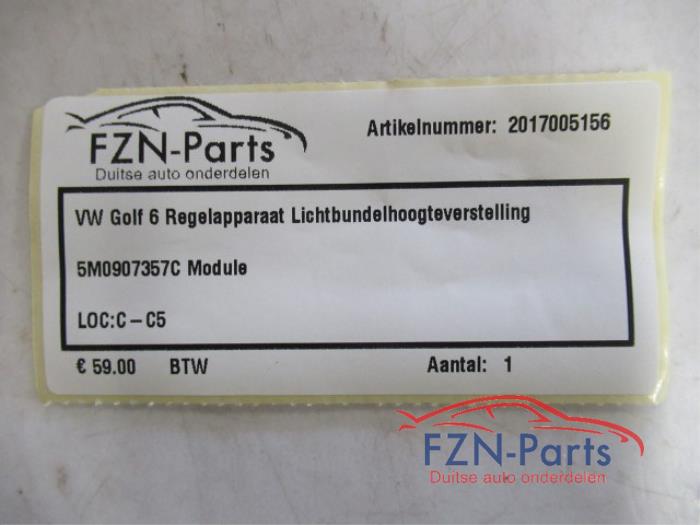 FZN-Parts
Duitse auto onderdelen
Artikelnummer: 2017005156
VW Golf 6 Regelapparaat Lichtbundelhoogteverstelling
5M0907357C Module
LOC:C – C5
€ 59.00 BTW Aantal: 1
FZN-Parts
Duitse auto onderdelen